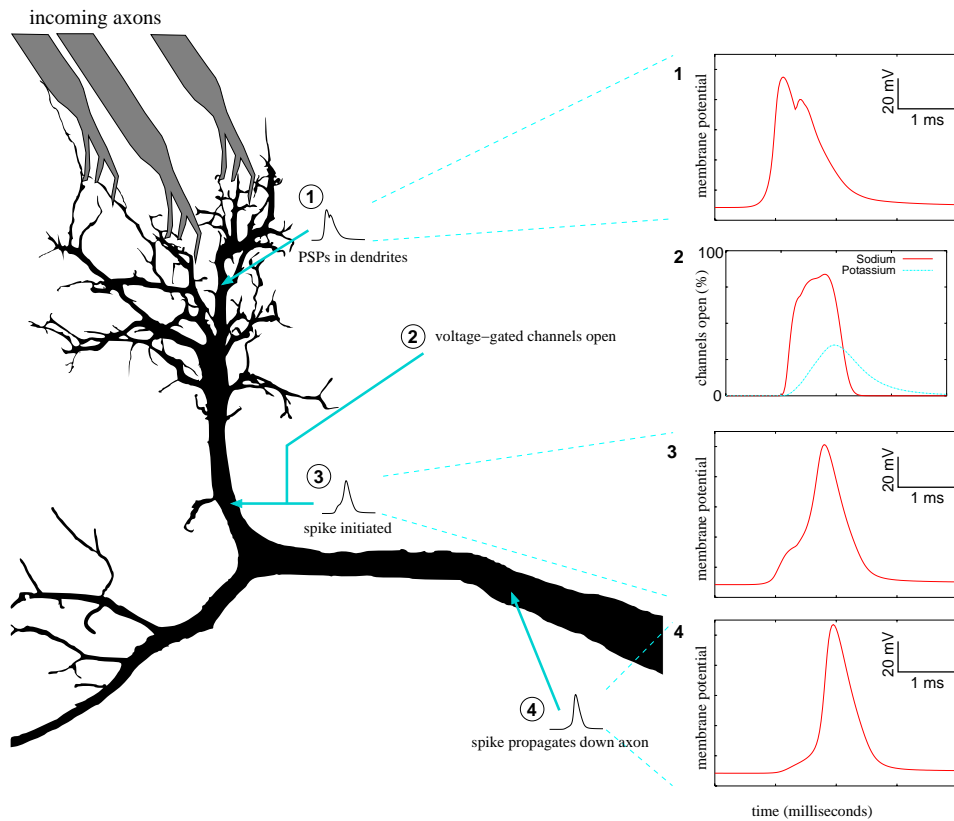 incoming axons
1
PSPs in dendrites
2
voltage−gated channels open
3
spike initiated
4
spike propagates down axon
1
membrane potential
20 mV
1 ms
2
channels open (%)
100
0
Sodium
Potassium
3
membrane potential
20 mV
1 ms
4
membrane potential
20 mV
1 ms
time (milliseconds)